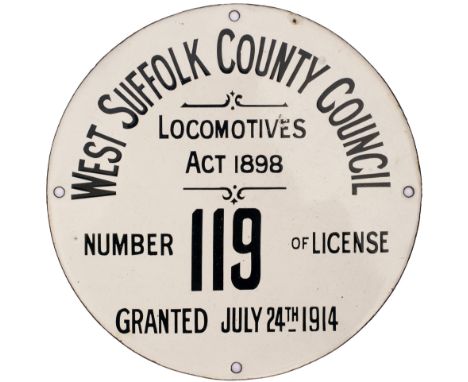 WEST SUFFOLK COUNTY COUNCIL
LOCOMOTIVES
ACT 1898
NUMBER 119 OF LICENSE
GRANTED JULY 24TH 1914